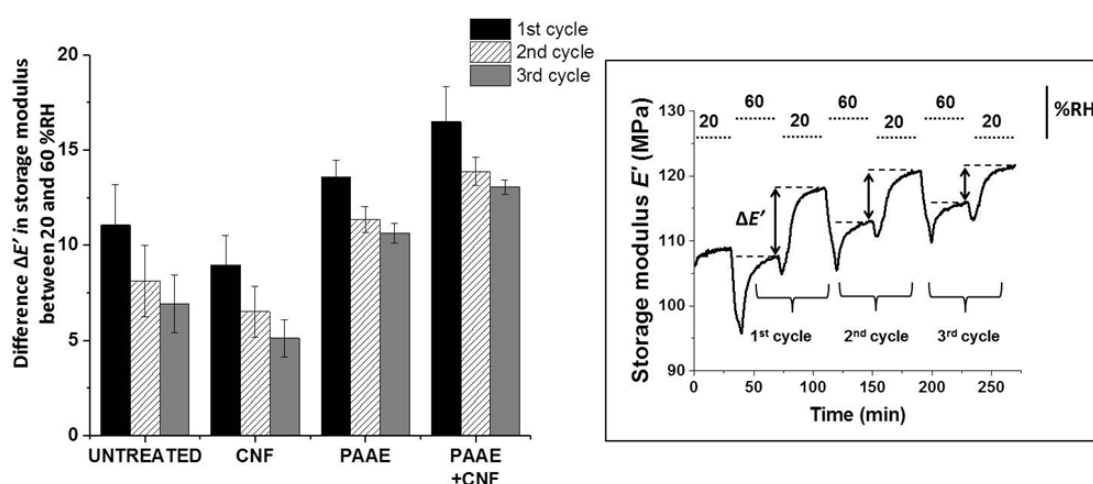 Difference ΔE' in storage modulus
between 20 and 60 %RH
20
15
10
5
0
1st cycle
2nd cycle
3rd cycle
UNTREATED
CNF
PAAE
PAAE
+CNF
Storage modulus E' (MPa)
130
120
110
100
90
20
60
20
60
20
60
20
%RH
ΔE'
1st cycle
2nd cycle
3rd cycle
0
50
100
150
200
250
Time (min)